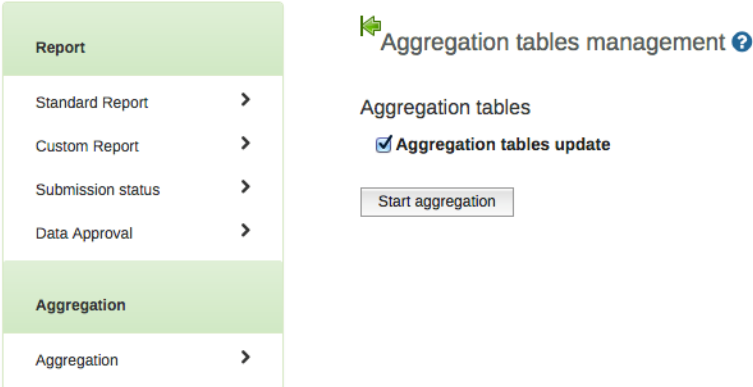 Report
Standard Report
Custom Report
Submission status
Data Approval
Aggregation
Aggregation
Aggregation tables management ?
Aggregation tables
Aggregation tables update
Start aggregation